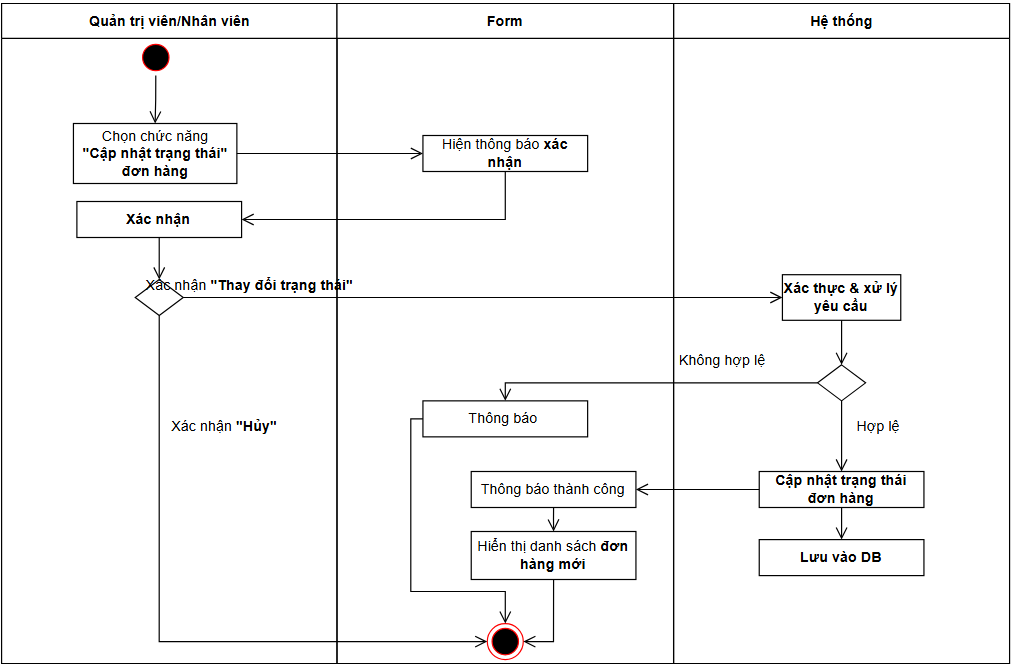 Quản trị viên/Nhân viên
Form
Hệ thống
Chọn chức năng
"Cập nhật trạng thái"
đơn hàng
Hiện thông báo xác
nhận
Xác nhận
Xác nhận "Thay đổi trạng thái"
Xác thực & xử lý
yêu cầu
Không hợp lệ
Thông báo
Xác nhận "Hủy"
Hợp lệ
Thông báo thành công
Cập nhật trạng thái
đơn hàng
Hiển thị danh sách đơn
hàng mới
Lưu vào DB